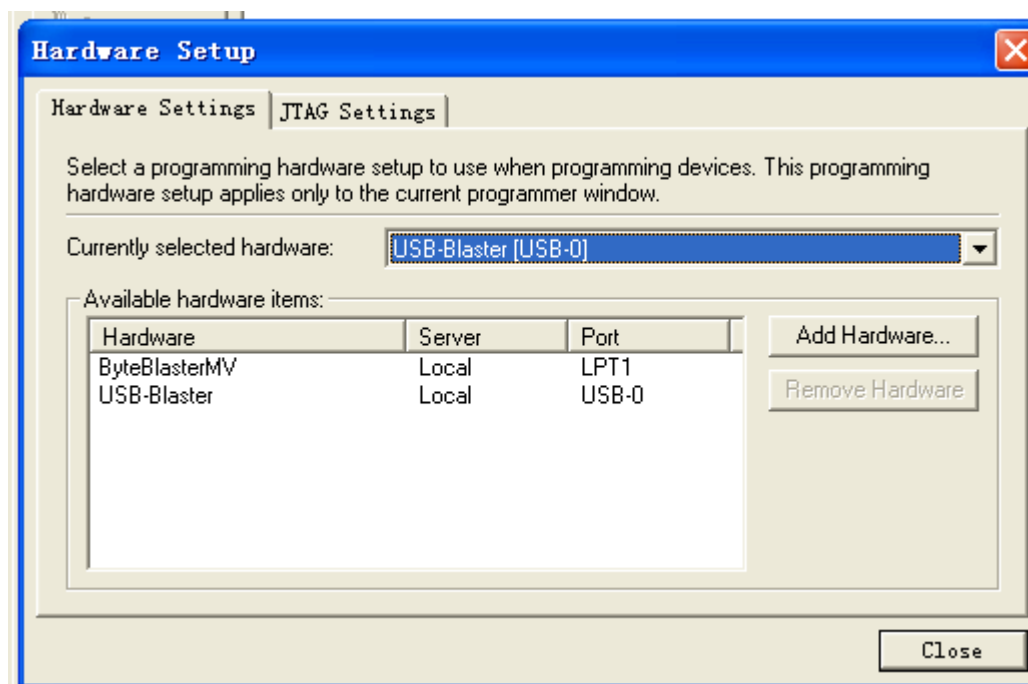 Hardware Setup
Hardware Settings JTAG Settings
Select a programming hardware setup to use when programming devices. This programming
hardware setup applies only to the current programmer window.
Currently selected hardware: USB-Blaster [USB-0]
Available hardware items:
Hardware Server Port Add Hardware...
ByteBlasterMV Local LPT1
USB-Blaster Local USB-0 Remove Hardware
Close